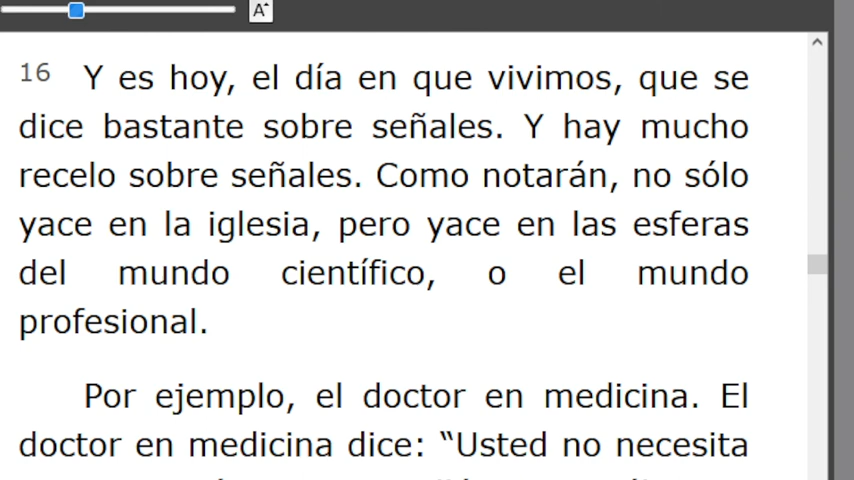 A
16 Y es hoy, el día en que vivimos, que se
dice bastante sobre señales. Y hay mucho
recelo sobre señales. Como notarán, no sólo
yace en la iglesia, pero yace en las esferas
del mundo científico, o el mundo
profesional.
Por ejemplo, el doctor en medicina. El
doctor en medicina dice: “Usted no necesita